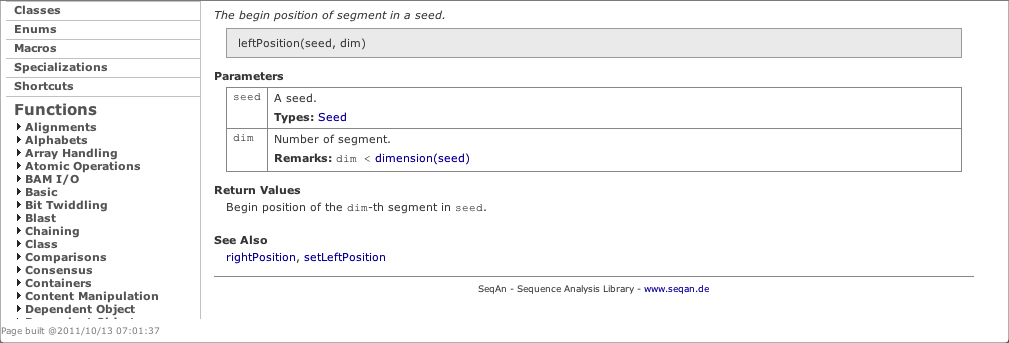 Classes
Enums
Macros
Specializations
Shortcuts
Functions
Alignments
Alphabets
Array Handling
Atomic Operations
BAM I/O
Basic
Bit Twiddling
Blast
Chaining
Class
Comparisons
Consensus
Containers
Content Manipulation
Dependent Object
The begin position of segment in a seed.
leftPosition(seed, dim)
Parameters
seed A seed.
Types: Seed
dim Number of segment.
Remarks: dim < dimension(seed)
Return Values
Begin position of the dim-th segment in seed.
See Also
rightPosition, setLeftPosition
SeqAn - Sequence Analysis Library - www.seqan.de
Page built @2011/10/13 07:01:37